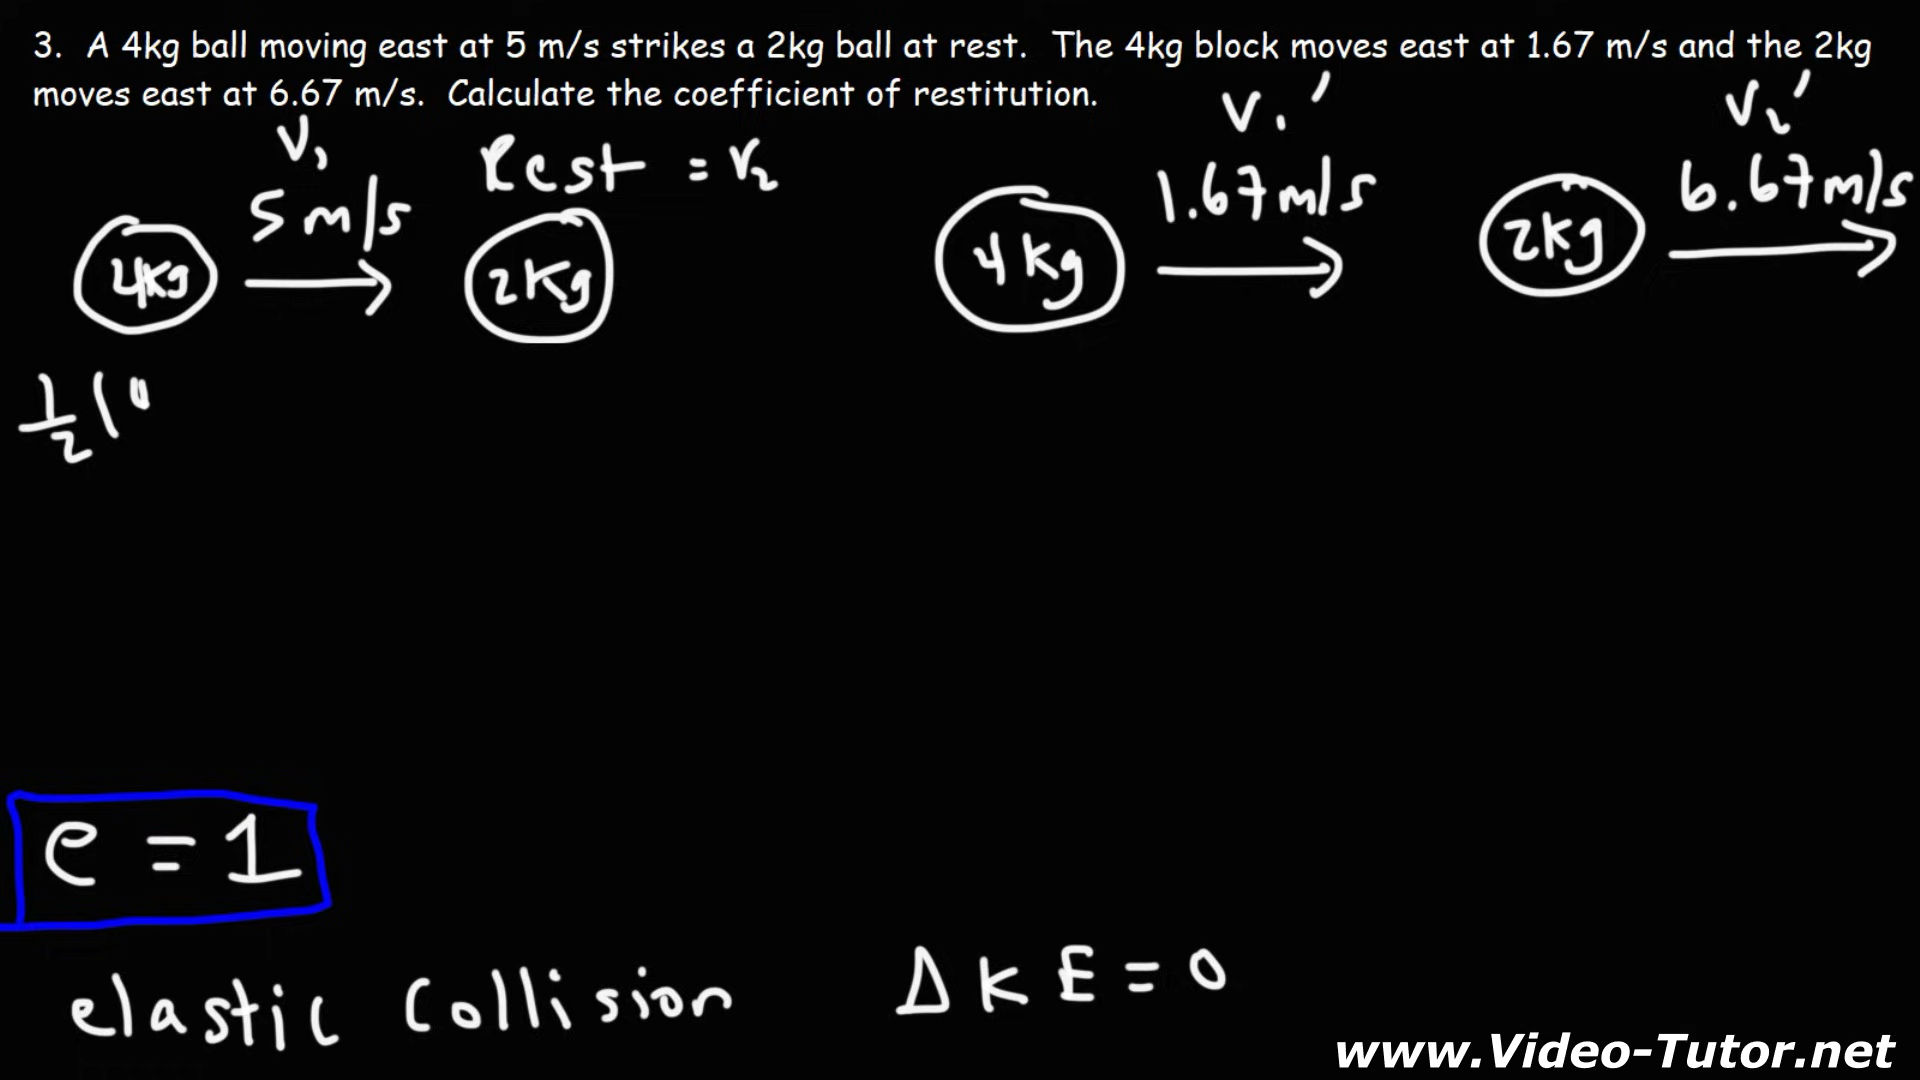 3. A 4kg ball moving east at 5 m/s strikes a 2kg ball at rest. The 4kg block moves east at 1.67 m/s and the 2kg
moves east at 6.67 m/s. Calculate the coefficient of restitution.
V₁ V₁′ V₂′
5 m/s Rest = V₂ 1.67 m/s 6.67 m/s
4kg 2kg 4kg 2kg
1/2 (
e = 1
elastic collision ΔKE = 0
www.Video-Tutor.net